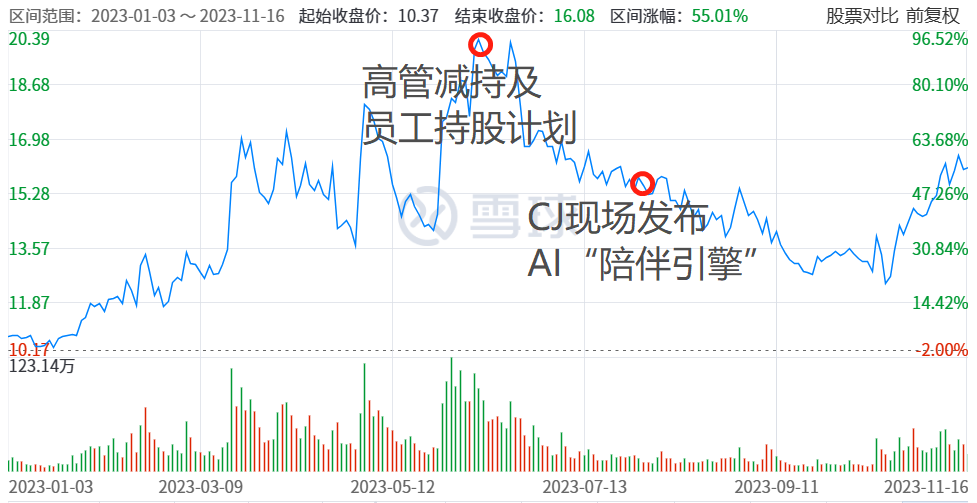 区间范围：2023-01-03 ～ 2023-11-16 起始收盘价：10.37 结束收盘价：16.08 区间涨幅：55.01% 股票对比 前复权
20.39 96.52%
高管减持及
18.68 80.10%
员工持股计划
16.98 63.68%
15.28 47.26%
雪球
CJ现场发布
13.57 30.84%
AI“陪伴引擎”
11.87 14.42%
10.17 -2.00%
123.14万
2023-01-03 2023-03-09 2023-05-12 2023-07-13 2023-09-11 2023-11-16